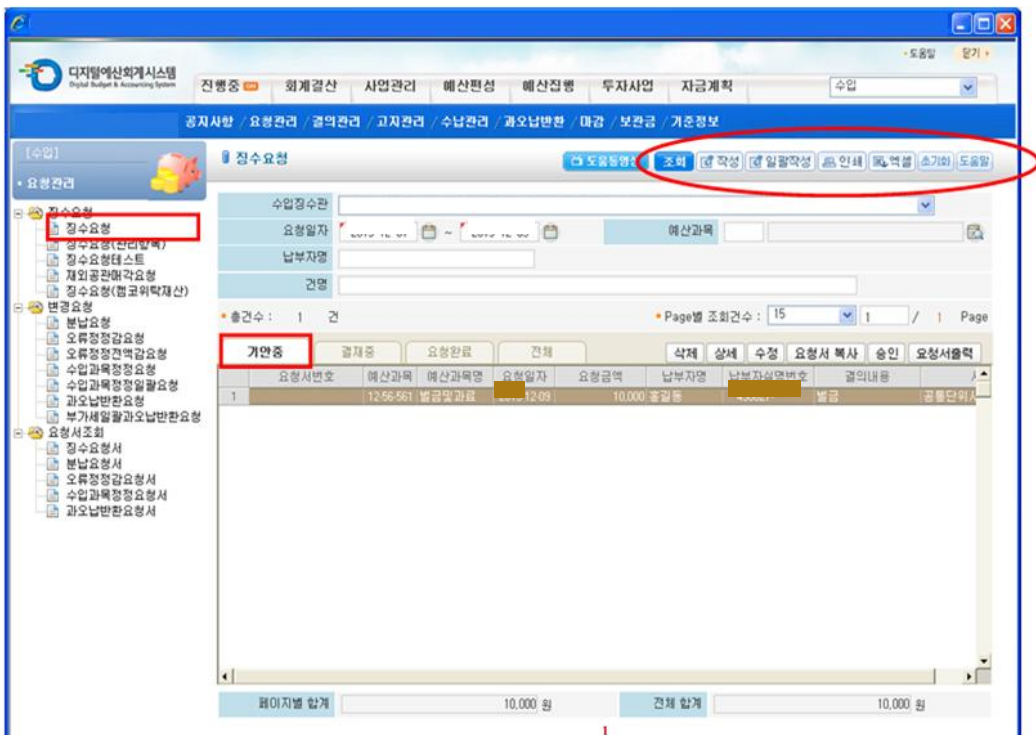 도움말 닫기
디지털예산회계시스템
Digital Budget & Accounting System
진행중 회계결산 사업관리 예산편성 예산집행 투자사업 자금계획 수입
공지사항 / 요청관리 / 결의관리 / 고지관리 / 수납관리 / 과오납반환 / 마감 / 보관금 / 기준정보
[수입]
요청관리
징수요청 도움동영상 조회 작성 일괄작성 인쇄 엑셀 초기화 도움말
징수요청
징수요청
징수요청(관리항목)
징수요청테스트
재외공관매각요청
징수요청(캠코위탁재산)
변경요청
분납요청
오류정정감요청
오류정정전액감요청
수입과목정정요청
수입과목정정일괄요청
과오납반환요청
부가세일괄과오납반환요청
요청서조회
징수요청서
분납요청서
오류정정감요청서
수입과목정정요청서
과오납반환요청서
수입징수관
요청일자 ~ 예산과목
납부자명
건명
총건수 : 1 건 Page별 조회건수 : 15 1 / 1 Page
기안중 결재중 요청완료 전체 삭제 상세 수정 요청서 복사 승인 요청서출력
요청서번호 예산과목 예산과목명 요청일자 요청금액 납부자명 납부자실명번호 결의내용
1 12-56-561 벌금및과료 12-09 10,000 홍길동 벌금 공통단위사
페이지별 합계 10,000 원 전체 합계 10,000 원
1